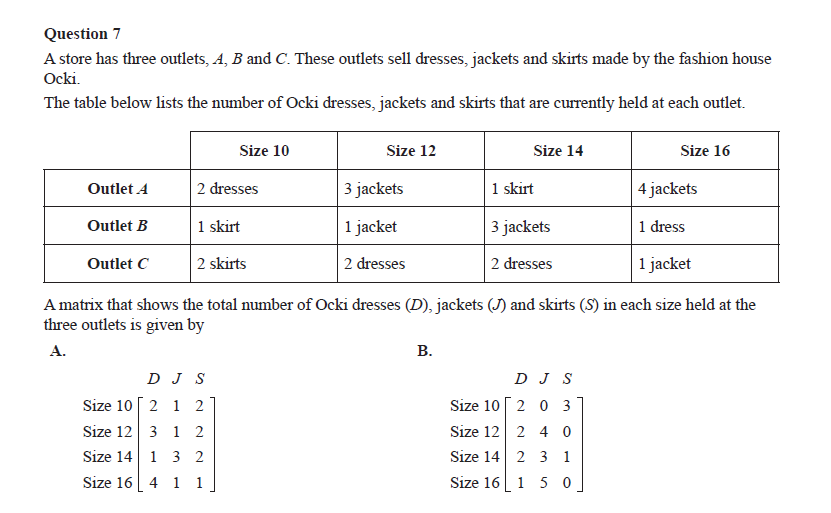 Question 7
A store has three outlets, A, B and C. These outlets sell dresses, jackets and skirts made by the fashion house
Ocki.
The table below lists the number of Ocki dresses, jackets and skirts that are currently held at each outlet.
Size 10 Size 12 Size 14 Size 16
Outlet A 2 dresses 3 jackets 1 skirt 4 jackets
Outlet B 1 skirt 1 jacket 3 jackets 1 dress
Outlet C 2 skirts 2 dresses 2 dresses 1 jacket
A matrix that shows the total number of Ocki dresses (D), jackets (J) and skirts (S) in each size held at the
three outlets is given by
A.
D J S
Size 10 2 1 2
Size 12 3 1 2
Size 14 1 3 2
Size 16 4 1 1
B.
D J S
Size 10 2 0 3
Size 12 2 4 0
Size 14 2 3 1
Size 16 1 5 0